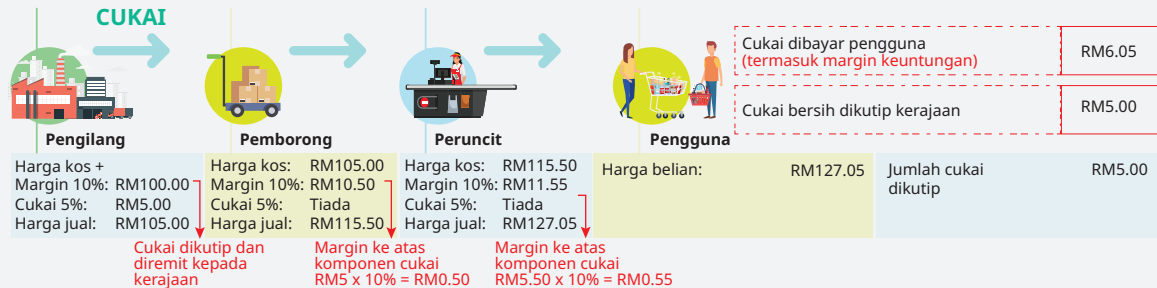 CUKAI
Cukai dibayar pengguna
(termasuk margin keuntungan)
RM6.05
Cukai bersih dikutip kerajaan
RM5.00
Pengilang
Pemborong
Peruncit
Pengguna
Harga kos +
Margin 10%: RM100.00
Cukai 5%: RM5.00
Harga jual: RM105.00
Cukai dikutip dan
diremit kepada
kerajaan
Harga kos: RM105.00
Margin 10%: RM10.50
Cukai 5%: Tiada
Harga jual: RM115.50
Margin ke atas
komponen cukai
RM5 x 10% = RM0.50
Harga kos: RM115.50
Margin 10%: RM11.55
Cukai 5%: Tiada
Harga jual: RM127.05
Margin ke atas
komponen cukai
RM5.50 x 10% = RM0.55
Harga belian: RM127.05
Jumlah cukai
dikutip
RM5.00